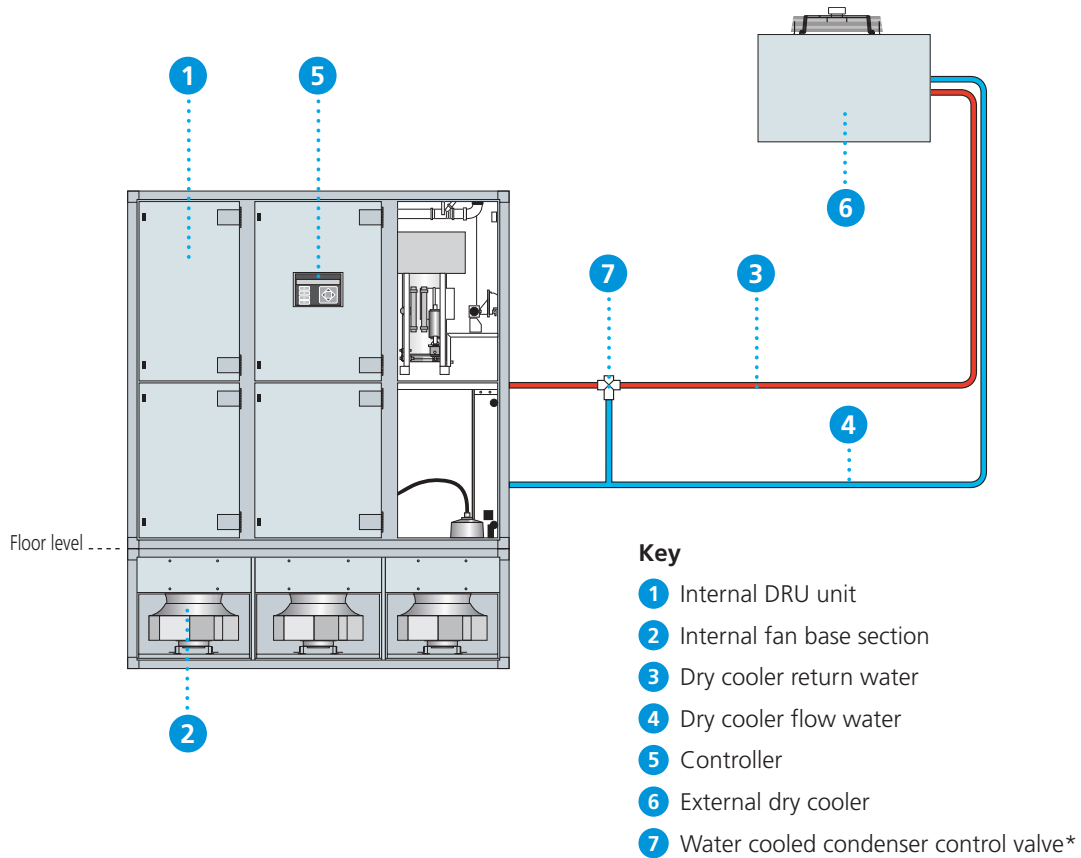 1
5
6
7
3
4
Floor level
2
Key
1 Internal DRU unit
2 Internal fan base section
3 Dry cooler return water
4 Dry cooler flow water
5 Controller
6 External dry cooler
7 Water cooled condenser control valve*